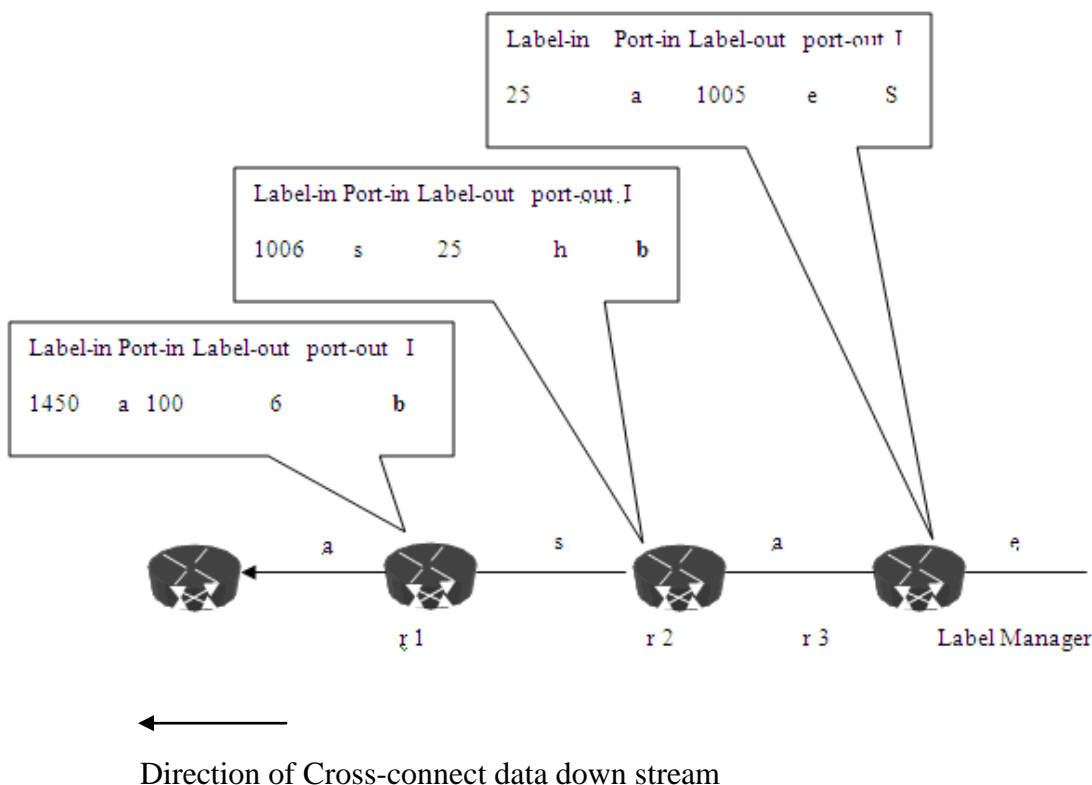 Label-in Port-in Label-out port-out I
25 a 1005 e S
Label-in Port-in Label-out port-out I
1006 s 25 h b
Label-in Port-in Label-out port-out I
1450 a 100 6 b
a s a e
r 1 r 2 r 3 Label Manager
Direction of Cross-connect data down stream